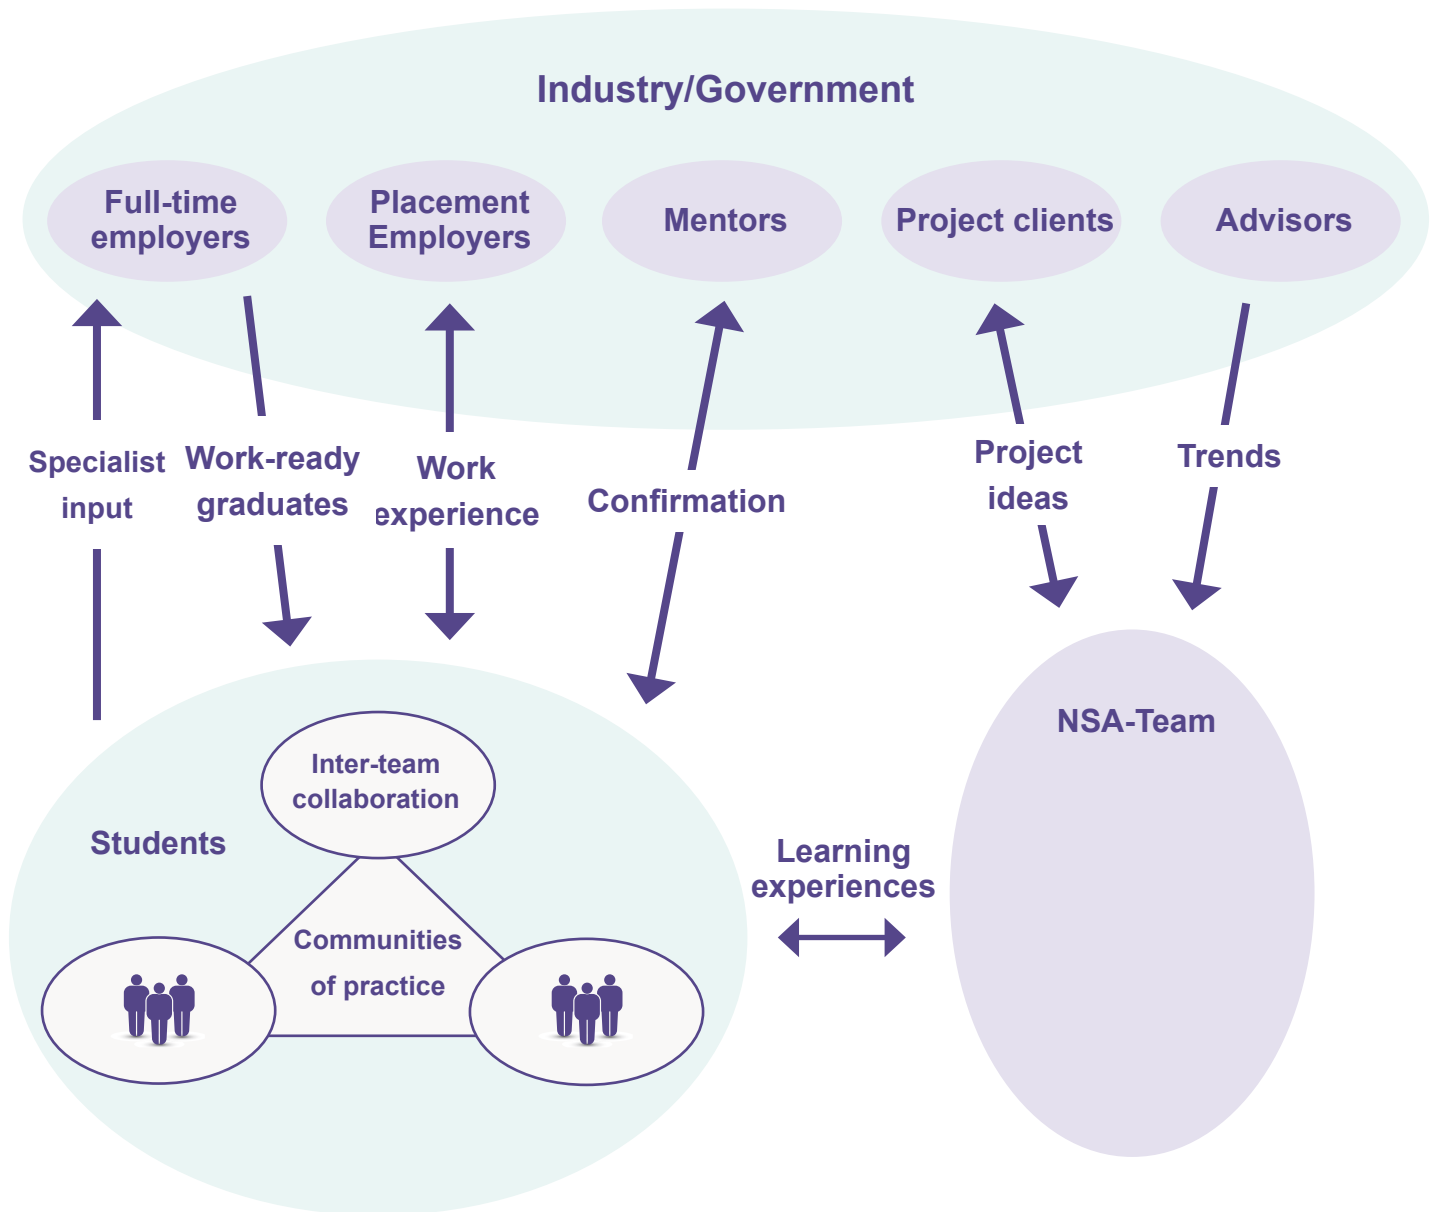 Industry/Government
Full-time
employers
Placement
Employers
Mentors
Project clients
Advisors
Specialist
input
Work-ready
graduates
Work
experience
Confirmation
Project
ideas
Trends
NSA-Team
Inter-team
collaboration
Students
Communities
of practice
Learning
experiences